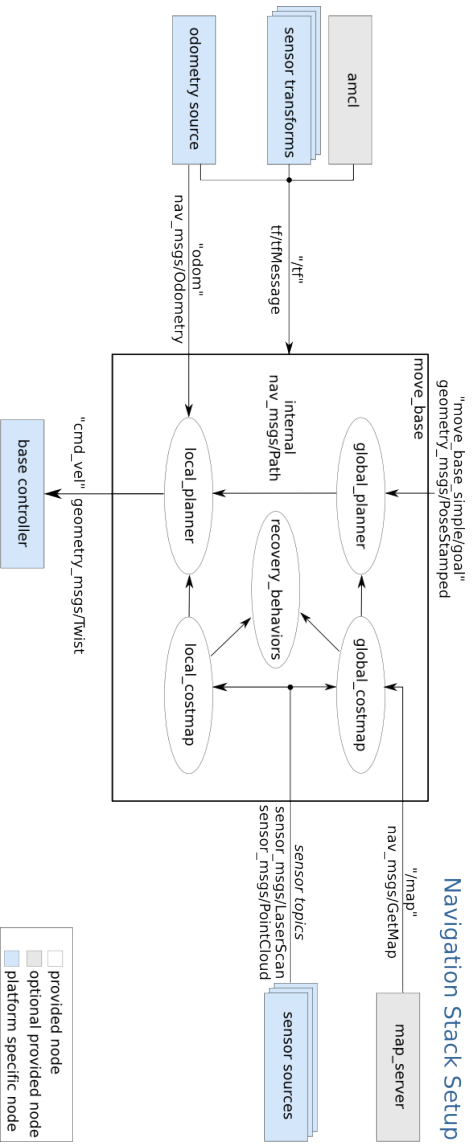 Navigation Stack Setup
"move_base_simple/goal"
geometry_msgs/PoseStamped
move_base
"/map"
nav_msgs/GetMap
amcl
sensor transforms
odometry source
"/tf"
tf/tfMessage
"odom"
nav_msgs/Odometry
global_planner
global_costmap
internal
nav_msgs/Path
recovery_behaviors
local_planner
local_costmap
map_server
sensor topics
sensor_msgs/LaserScan
sensor_msgs/PointCloud
sensor sources
"cmd_vel"
geometry_msgs/Twist
base controller
provided node
optional provided node
platform specific node